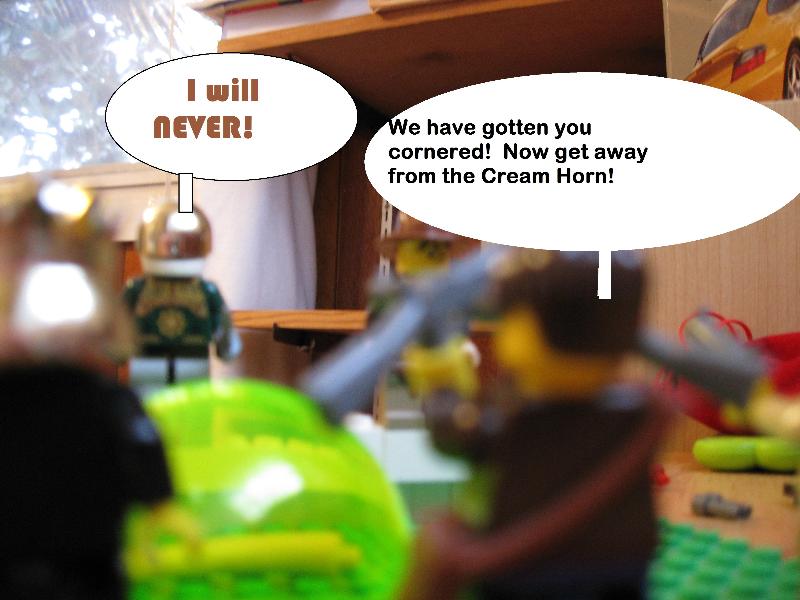 I will
NEVER!
We have gotten you
cornered!  Now get away
from the Cream Horn!